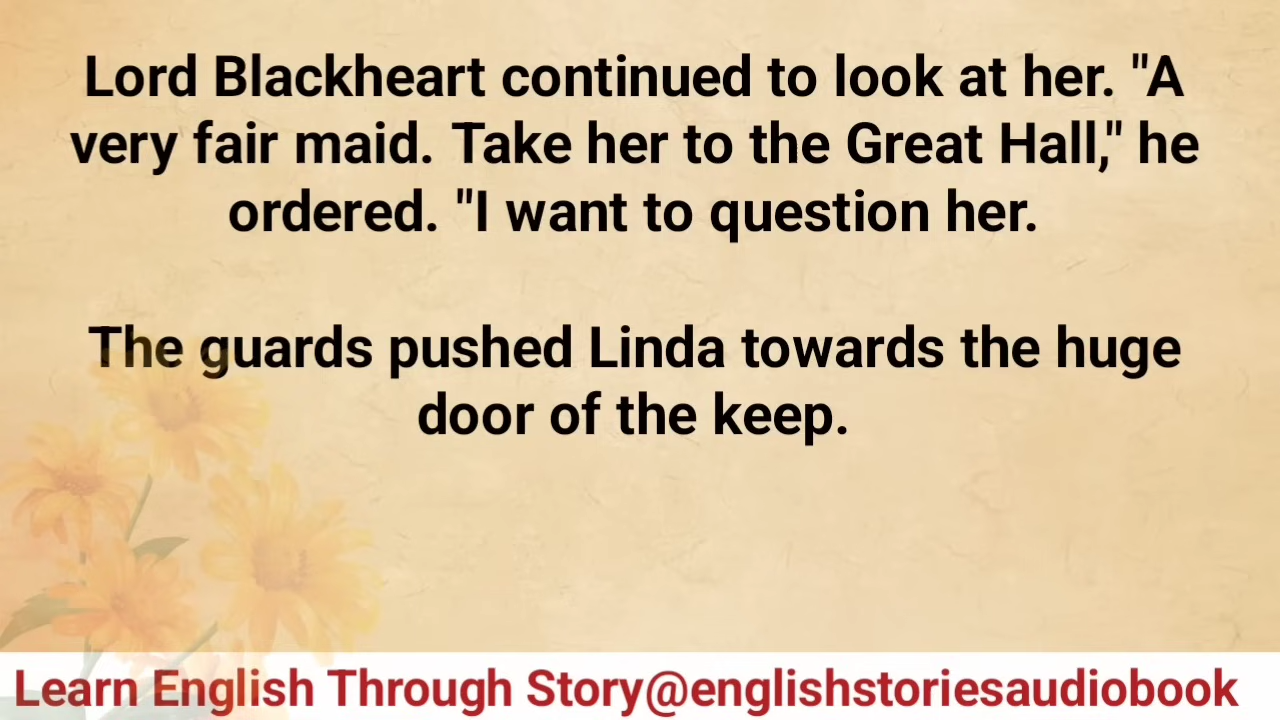 Lord Blackheart continued to look at her. "A
very fair maid. Take her to the Great Hall," he
ordered. "I want to question her.
The guards pushed Linda towards the huge
door of the keep.
Learn English Through Story@englishstoriesaudiobook